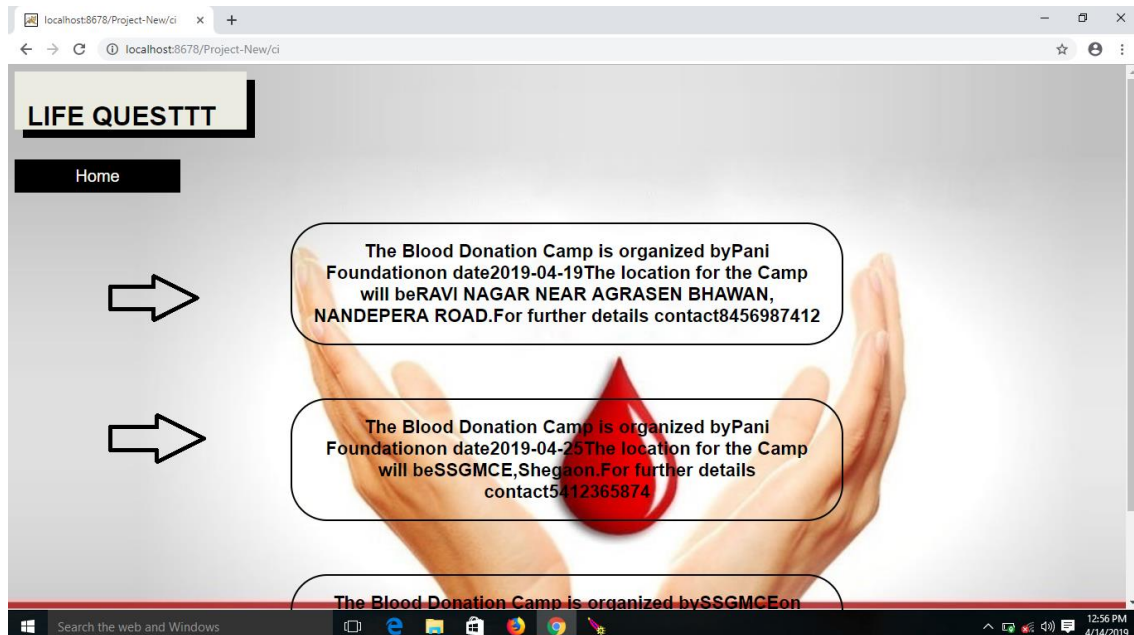 localhost:8678/Project-New/ci
localhost:8678/Project-New/ci
LIFE QUESTTT
Home
The Blood Donation Camp is organized byPani
Foundationon date2019-04-19The location for the Camp
will beRAVI NAGAR NEAR AGRASEN BHAWAN,
NANDEPERA ROAD.For further details contact8456987412
The Blood Donation Camp is organized byPani
Foundationon date2019-04-25The location for the Camp
will beSSGMCE,Shegaon.For further details
contact5412365874
The Blood Donation Camp is organized bySSGMCEon
Search the web and Windows
12:56 PM
4/14/2019